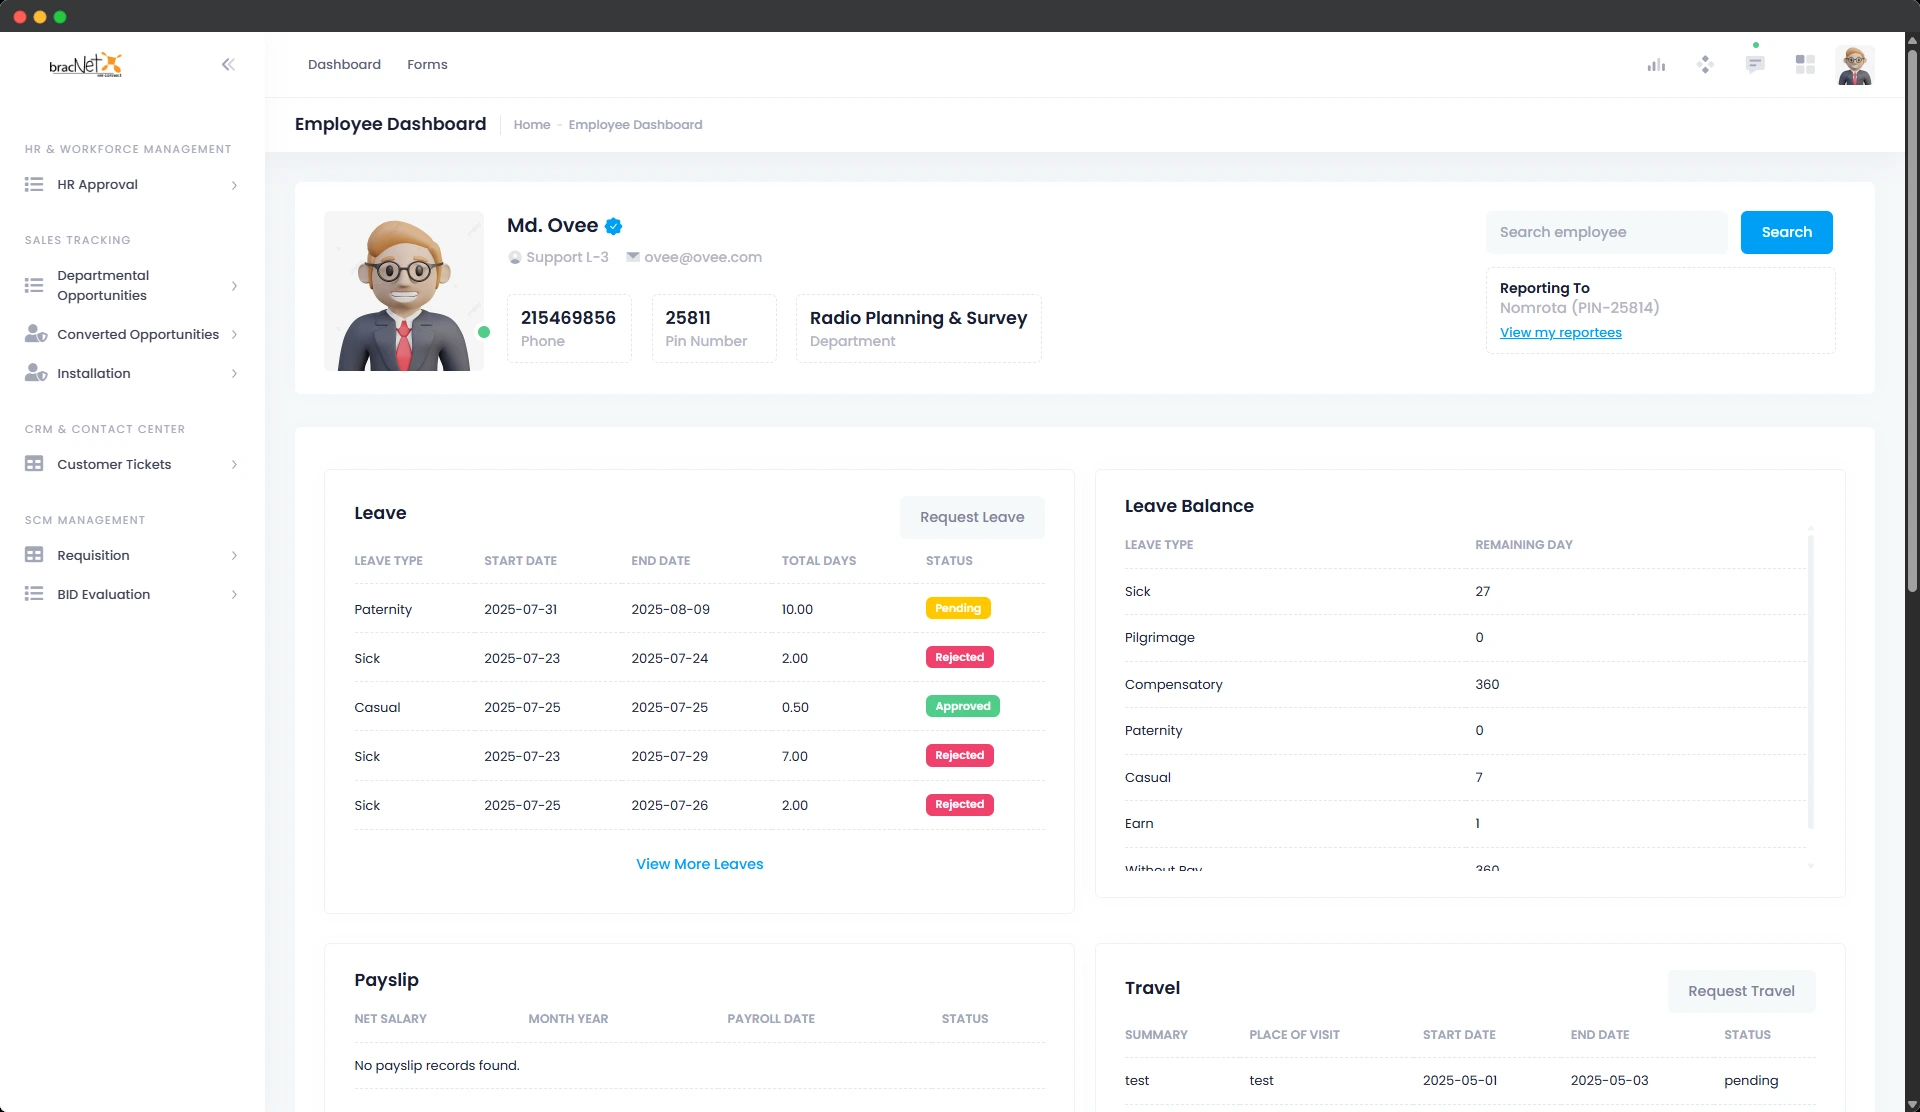 bracNet
Dashboard
Forms
Employee Dashboard
Home - Employee Dashboard
HR & WORKFORCE MANAGEMENT
HR Approval
SALES TRACKING
Departmental
Opportunities
Converted Opportunities
Installation
CRM & CONTACT CENTER
Customer Tickets
SCM MANAGEMENT
Requisition
BID Evaluation
Md. Ovee
Support L-3 ovee@ovee.com
215469856
Phone
25811
Pin Number
Radio Planning & Survey
Department
Search employee
Search
Reporting To
Nomrota (PIN-25814)
View my reportees
Leave
Request Leave
LEAVE TYPE START DATE END DATE TOTAL DAYS STATUS
Paternity 2025-07-31 2025-08-09 10.00 Pending
Sick 2025-07-23 2025-07-24 2.00 Rejected
Casual 2025-07-25 2025-07-25 0.50 Approved
Sick 2025-07-23 2025-07-29 7.00 Rejected
Sick 2025-07-25 2025-07-26 2.00 Rejected
View More Leaves
Leave Balance
LEAVE TYPE REMAINING DAY
Sick 27
Pilgrimage 0
Compensatory 360
Paternity 0
Casual 7
Earn 1
Without Pay 360
Payslip
NET SALARY MONTH YEAR PAYROLL DATE STATUS
No payslip records found.
Travel
Request Travel
SUMMARY PLACE OF VISIT START DATE END DATE STATUS
test test 2025-05-01 2025-05-03 pending